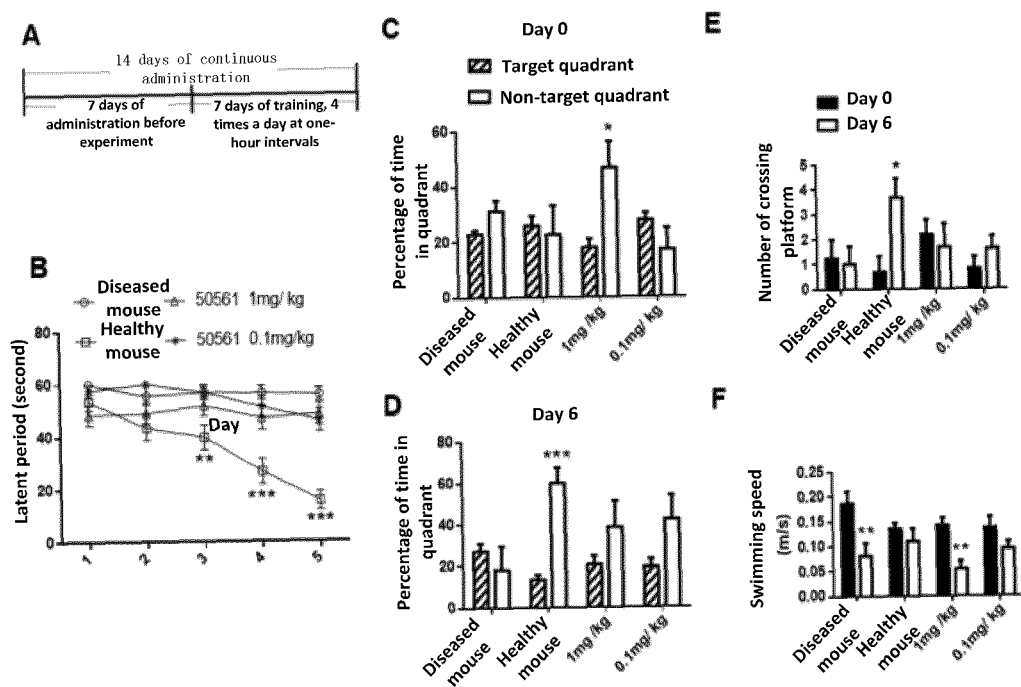 A
14 days of continuous
administration
7 days of
administration before
experiment
7 days of training, 4
times a day at one-
hour intervals
B
Diseased
mouse
50561 1mg/kg
Healthy
mouse
50561 0.1mg/kg
Latent period (second)
80
60
40
20
0
Day
**
***
***
1
2
3
4
5
C
Day 0
Target quadrant
Non-target quadrant
Percentage of time
in quadrant
60
40
20
0
*
Diseased
mouse
Healthy
mouse
1mg /kg
0.1mg/kg
D
Day 6
Percentage of time in
quadrant
80
60
40
20
0
***
Diseased
mouse
Healthy
mouse
1mg /kg
0.1mg/kg
E
Day 0
Day 6
Number of crossing
platform
5
4
3
2
1
0
*
Diseased
mouse
Healthy
mouse
1mg/kg
0.1mg/kg
F
Swimming speed
(m/s)
0.25
0.20
0.15
0.10
0.05
0.00
**
**
Diseased
mouse
Healthy
mouse
1mg/kg
0.1mg/kg